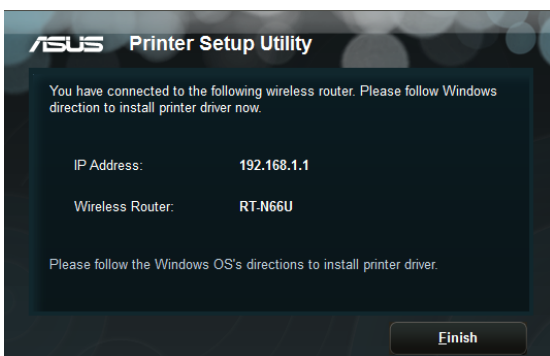 ASUS Printer Setup Utility
You have connected to the following wireless router. Please follow Windows
direction to install printer driver now.
IP Address: 192.168.1.1
Wireless Router: RT-N66U
Please follow the Windows OS's directions to install printer driver.
Finish